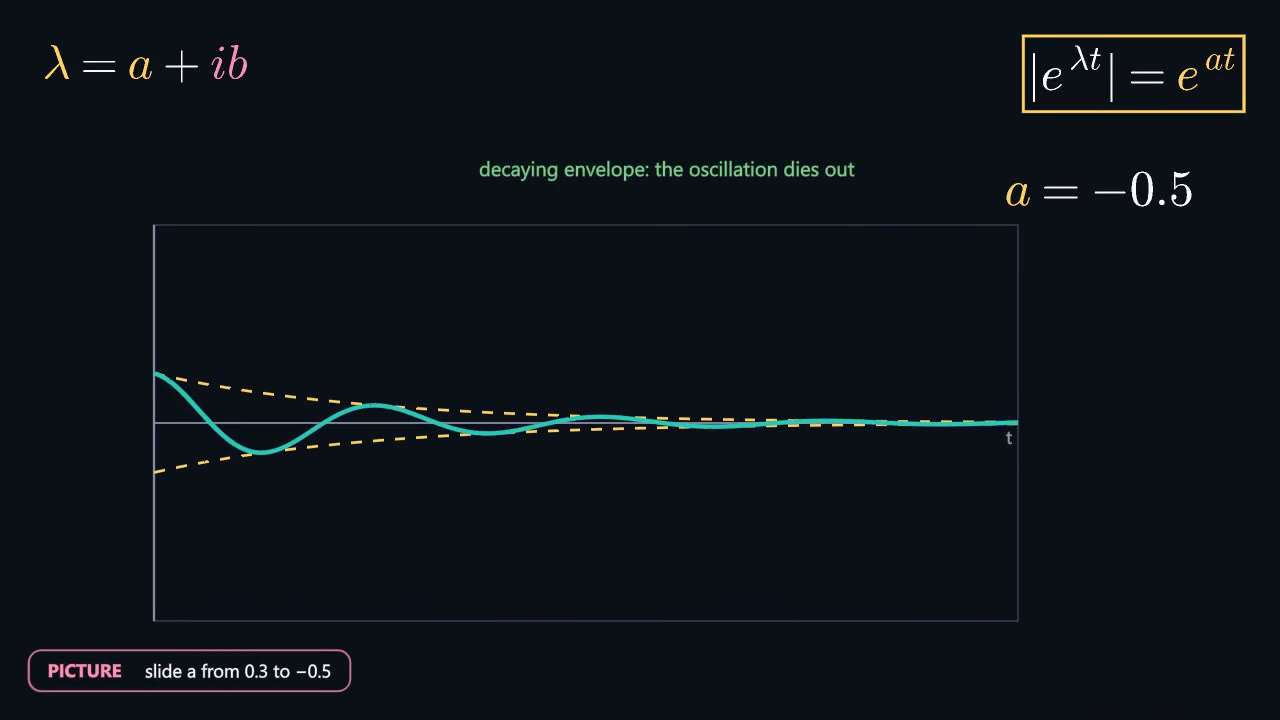 λ = a + ib
|e^{λt}| = e^{at}
decaying envelope: the oscillation dies out
a = −0.5
t
PICTURE slide a from 0.3 to −0.5